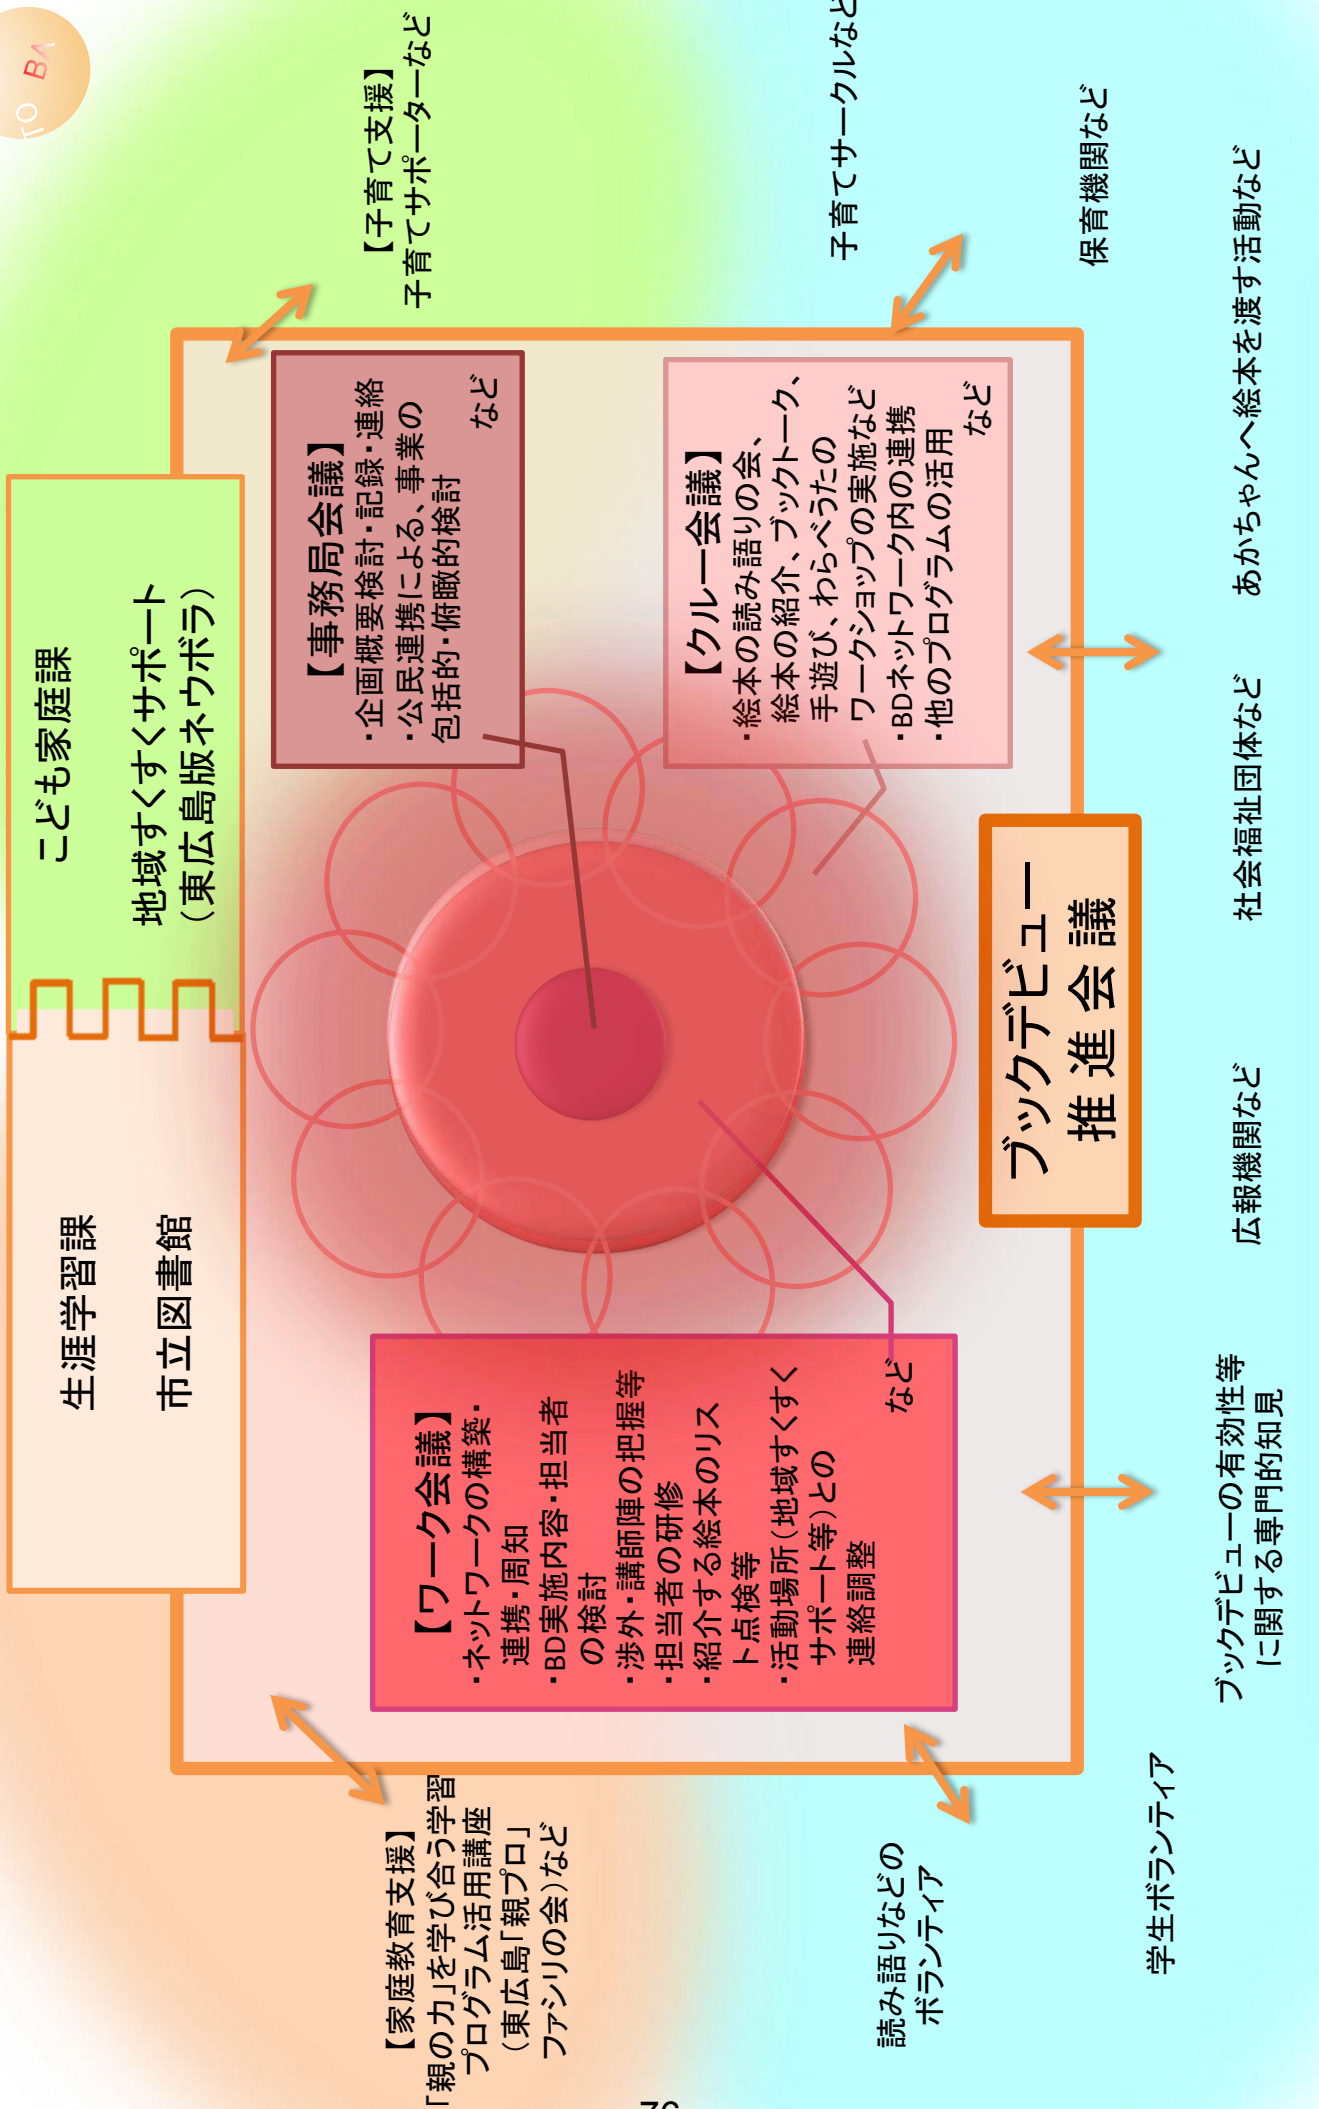 生涯学習課
市立図書館
こども家庭課
地域すくすくサポート
（東広島版ネウボラ）
【家庭教育支援】
「親の力」を学び合う学習
プログラム活用講座
（東広島「親プロ」
ファシリの会）など
【ワーク会議】
・ネットワークの構築・
連携・周知
・BD実施内容・担当者
の検討
・渉外・講師陣の把握等
・担当者の研修
・紹介する絵本のリス
ト点検等
・活動場所（地域すくすく
サポート等）との
連絡調整
など
【事務局会議】
・企画概要検討・記録・連絡
・公民連携による、事業の
包括的・俯瞰的検討
など
【クルー会議】
・絵本の読み語りの会、
絵本の紹介、ブックトーク、
手遊び、わらべうたの
ワークショップの実施など
・BDネットワーク内の連携
・他のプログラムの活用
など
【子育て支援】
子育てサポーターなど
子育てサークルなど
保育機関など
ブックデビュー
推進会議
読み語りなどの
ボランティア
学生ボランティア
ブックデビューの有効性等
に関する専門的知見
広報機関など
社会福祉団体など
あかちゃんへ絵本を渡す活動など
TO BA